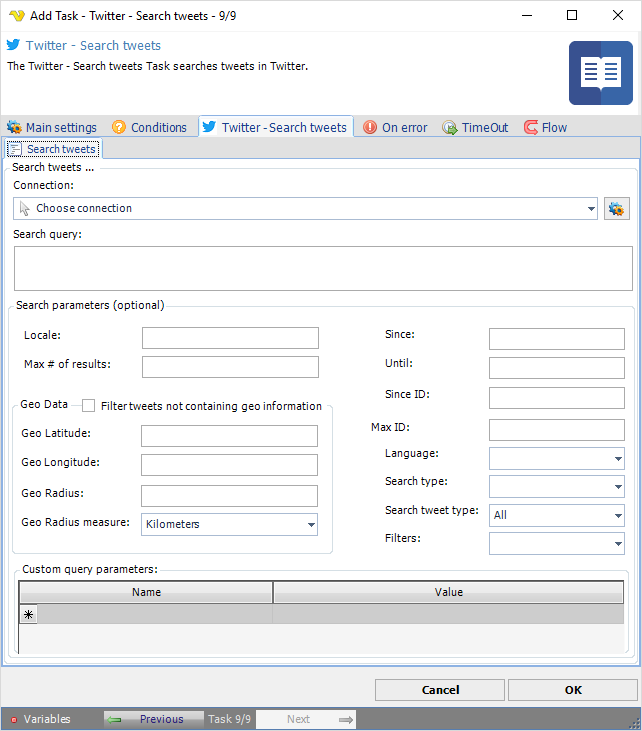 Add Task - Twitter - Search tweets - 9/9
Twitter - Search tweets
The Twitter - Search tweets Task searches tweets in Twitter.
Main settings Conditions Twitter - Search tweets On error TimeOut Flow
Search tweets
Search tweets ...
Connection:
Choose connection
Search query:
Search parameters (optional)
Locale:
Max # of results:
Since:
Until:
Since ID:
Max ID:
Language:
Search type:
Search tweet type: All
Filters:
Geo Data Filter tweets not containing geo information
Geo Latitude:
Geo Longitude:
Geo Radius:
Geo Radius measure: Kilometers
Custom query parameters:
Name Value
Cancel OK
Variables Previous Task 9/9 Next